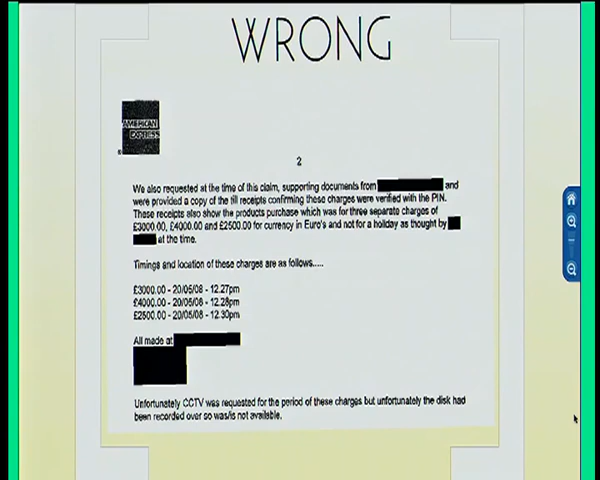 WRONG
AMERICAN
EXPRESS
2
We also requested at the time of this claim, supporting documents from and
were provided a copy of the till receipts confirming these charges were verified with the PIN.
These receipts also show the products purchase which was for three separate charges of
£3000.00, £4000.00 and £2500.00 for currency in Euro's and not for a holiday as thought by
at the time.
Timings and location of these charges are as follows.....
£3000.00 - 20/05/08 - 12.27pm
£4000.00 - 20/05/08 - 12.28pm
£2500.00 - 20/05/08 - 12.30pm
All made at
Unfortunately CCTV was requested for the period of these charges but unfortunately the disk had
been recorded over so was/is not available.